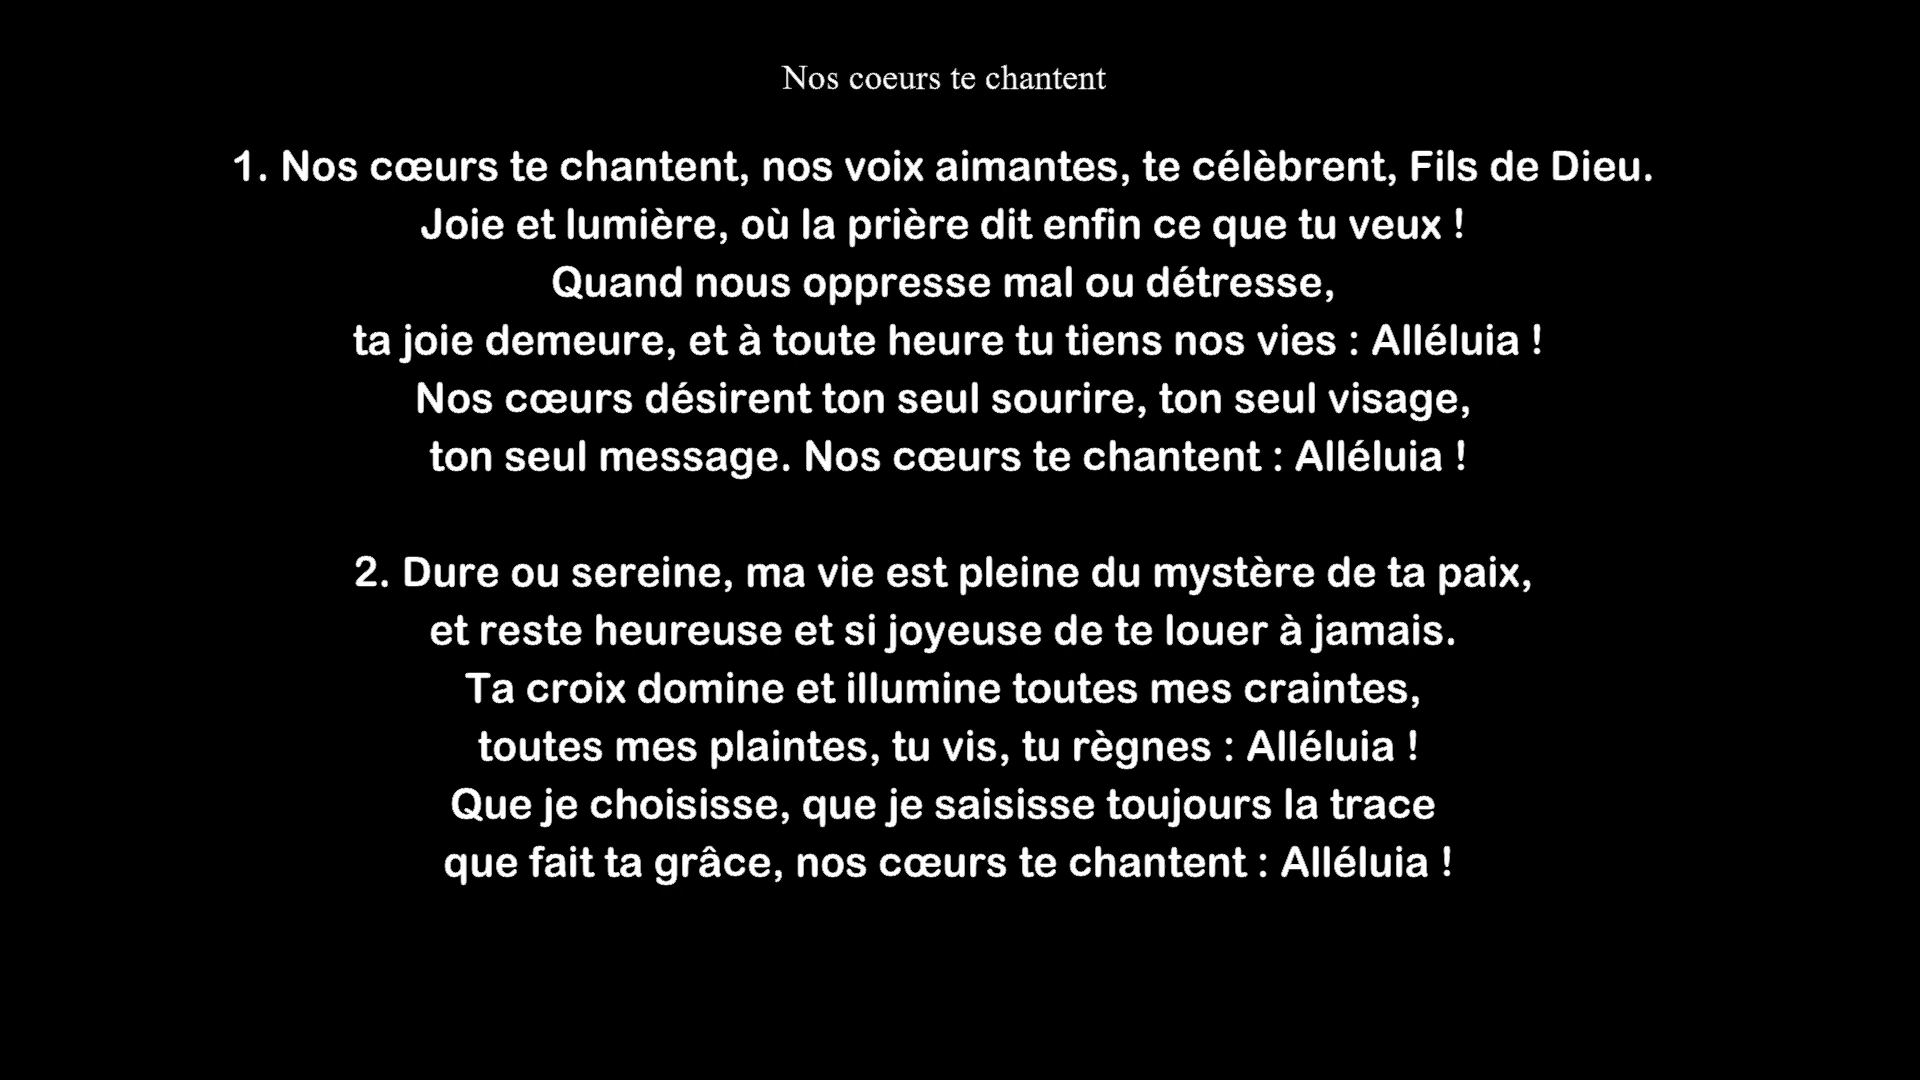 Nos coeurs te chantent
1. Nos cœurs te chantent, nos voix aimantes, te célèbrent, Fils de Dieu.
Joie et lumière, où la prière dit enfin ce que tu veux !
Quand nous oppresse mal ou détresse,
ta joie demeure, et à toute heure tu tiens nos vies : Alléluia !
Nos cœurs désirent ton seul sourire, ton seul visage,
ton seul message. Nos cœurs te chantent : Alléluia !
2. Dure ou sereine, ma vie est pleine du mystère de ta paix,
et reste heureuse et si joyeuse de te louer à jamais.
Ta croix domine et illumine toutes mes craintes,
toutes mes plaintes, tu vis, tu règnes : Alléluia !
Que je choisisse, que je saisisse toujours la trace
que fait ta grâce, nos cœurs te chantent : Alléluia !